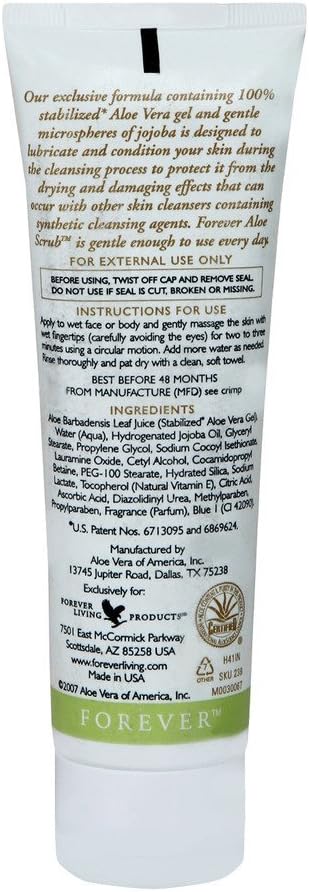 Our exclusive formula containing 100%
stabilized* Aloe Vera gel and gentle
microspheres of jojoba is designed to
lubricate and condition your skin during
the cleansing process to protect it from the
drying and damaging effects that can
occur with other skin cleansers containing
synthetic cleansing agents. Forever Aloe
Scrub™ is gentle enough to use every day.
FOR EXTERNAL USE ONLY
BEFORE USING, TWIST OFF CAP AND REMOVE SEAL.
DO NOT USE IF SEAL IS CUT, BROKEN OR MISSING.
INSTRUCTIONS FOR USE
Apply to wet face or body and gently massage the skin with
wet fingertips (carefully avoiding the eyes) for two to three
minutes using a circular motion. Add more water as needed.
Rinse thoroughly and pat dry with a clean, soft towel.
BEST BEFORE 48 MONTHS
FROM MANUFACTURE (MFD) see crimp
INGREDIENTS
Aloe Barbadensis Leaf Juice (Stabilized* Aloe Vera Gel),
Water (Aqua), Hydrogenated Jojoba Oil, Glyceryl
Stearate, Propylene Glycol, Sodium Cocoyl Isethionate,
Lauramine Oxide, Cetyl Alcohol, Cocamidopropyl
Betaine, PEG-100 Stearate, Hydrated Silica, Sodium
Lactate, Tocopherol (Natural Vitamin E), Citric Acid,
Ascorbic Acid, Diazolidinyl Urea, Methylparaben,
Propylparaben, Fragrance (Parfum), Blue 1 (CI 42090).
*U.S. Patent Nos. 6713095 and 6869624.
Manufactured by
Aloe Vera of America, Inc.
13745 Jupiter Road, Dallas, TX 75238
Exclusively for:
FOREVER
LIVING PRODUCTS™
7501 East McCormick Parkway
Scottsdale, AZ 85258 USA
www.foreverliving.com
Made in USA
©2007 Aloe Vera of America, Inc.
CERTIFIED
OTHER
H41IN
SKU 238
M0030067
FOREVER™